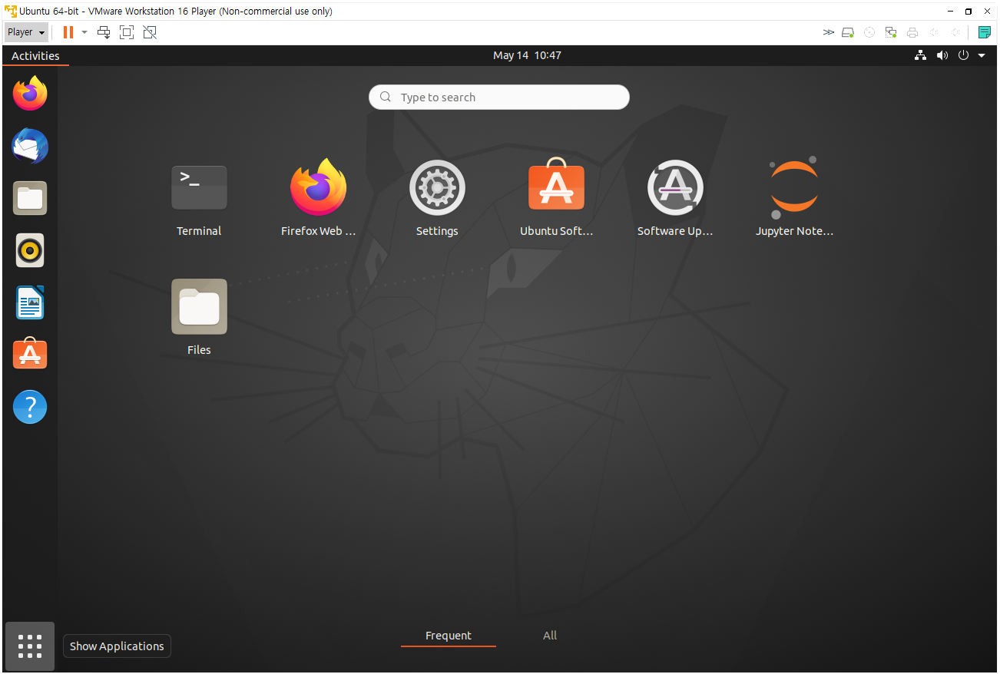 Ubuntu 64-bit - VMware Workstation 16 Player (Non-commercial use only)
Player
Activities
May 14 10:47
Type to search
>_
Terminal
Firefox Web ...
Settings
Ubuntu Soft...
Software Up...
Jupyter Note...
Files
?
Frequent
All
Show Applications